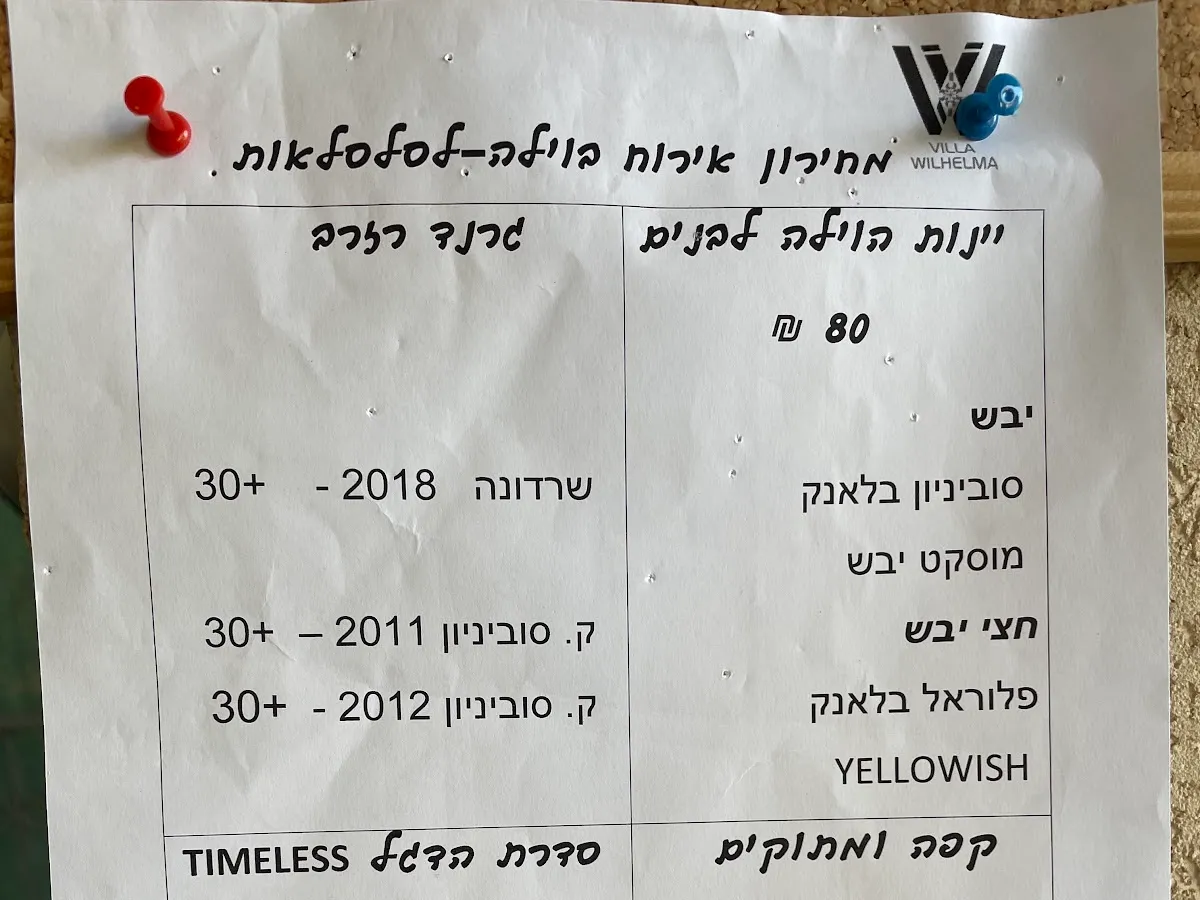 VILLA
WILHELMA
מחירון אירוח בוילה-לסלסלאות .
יינות הוילה לבנים
80 ₪
יבש
סוביניון בלאנק
מוסקט יבש
חצי יבש
פלוראל בלאנק
YELLOWISH
גרנד רזרב
שרדונה 2018 - 30+
ק. סוביניון 2011 – 30+
ק. סוביניון 2012 - 30+
קפה ומתוקים
סדרת הדגל TIMELESS